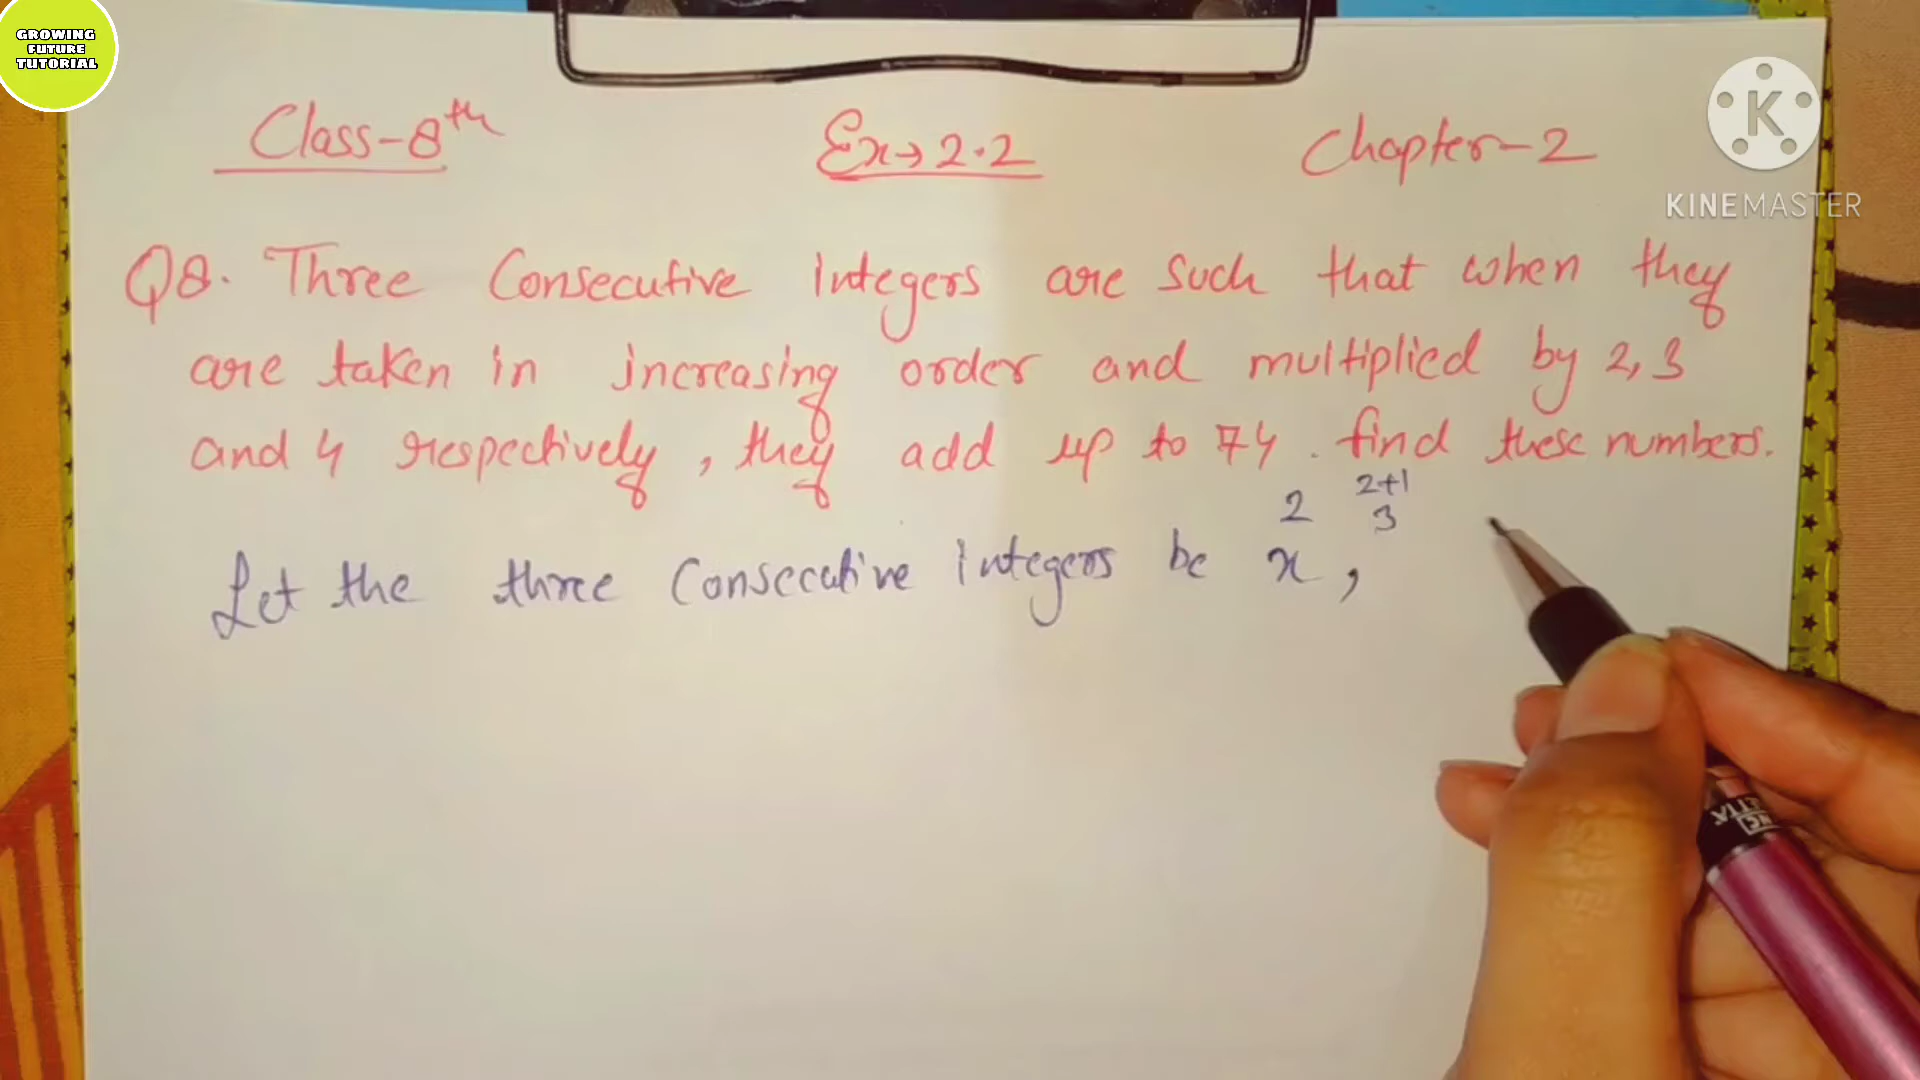 GROWING
FUTURE
TUTORIAL
Class-8th Ex→2.2 Chapter-2
KINEMASTER
Q8. Three Consecutive integers are such that when they
are taken in increasing order and multiplied by 2,3
and 4 respectively, they add up to 74. find these numbers.
2+1
2 3
Let the three Consecutive integers be x,